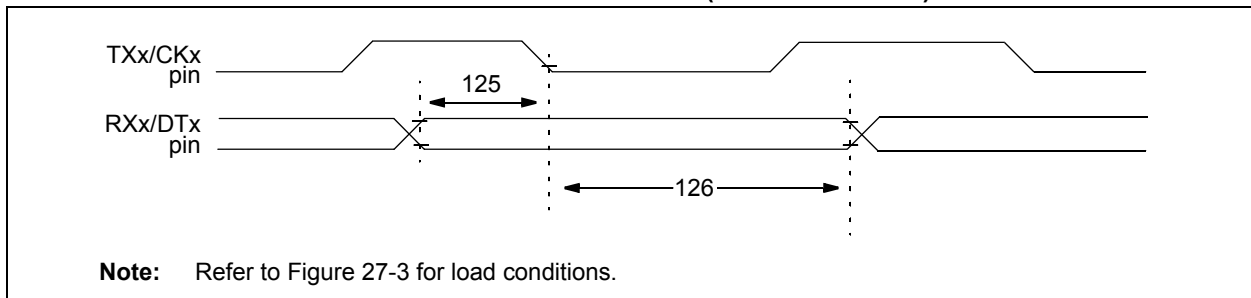 TXx/CKx
pin
125
RXx/DTx
pin
126
Note: Refer to Figure 27-3 for load conditions.